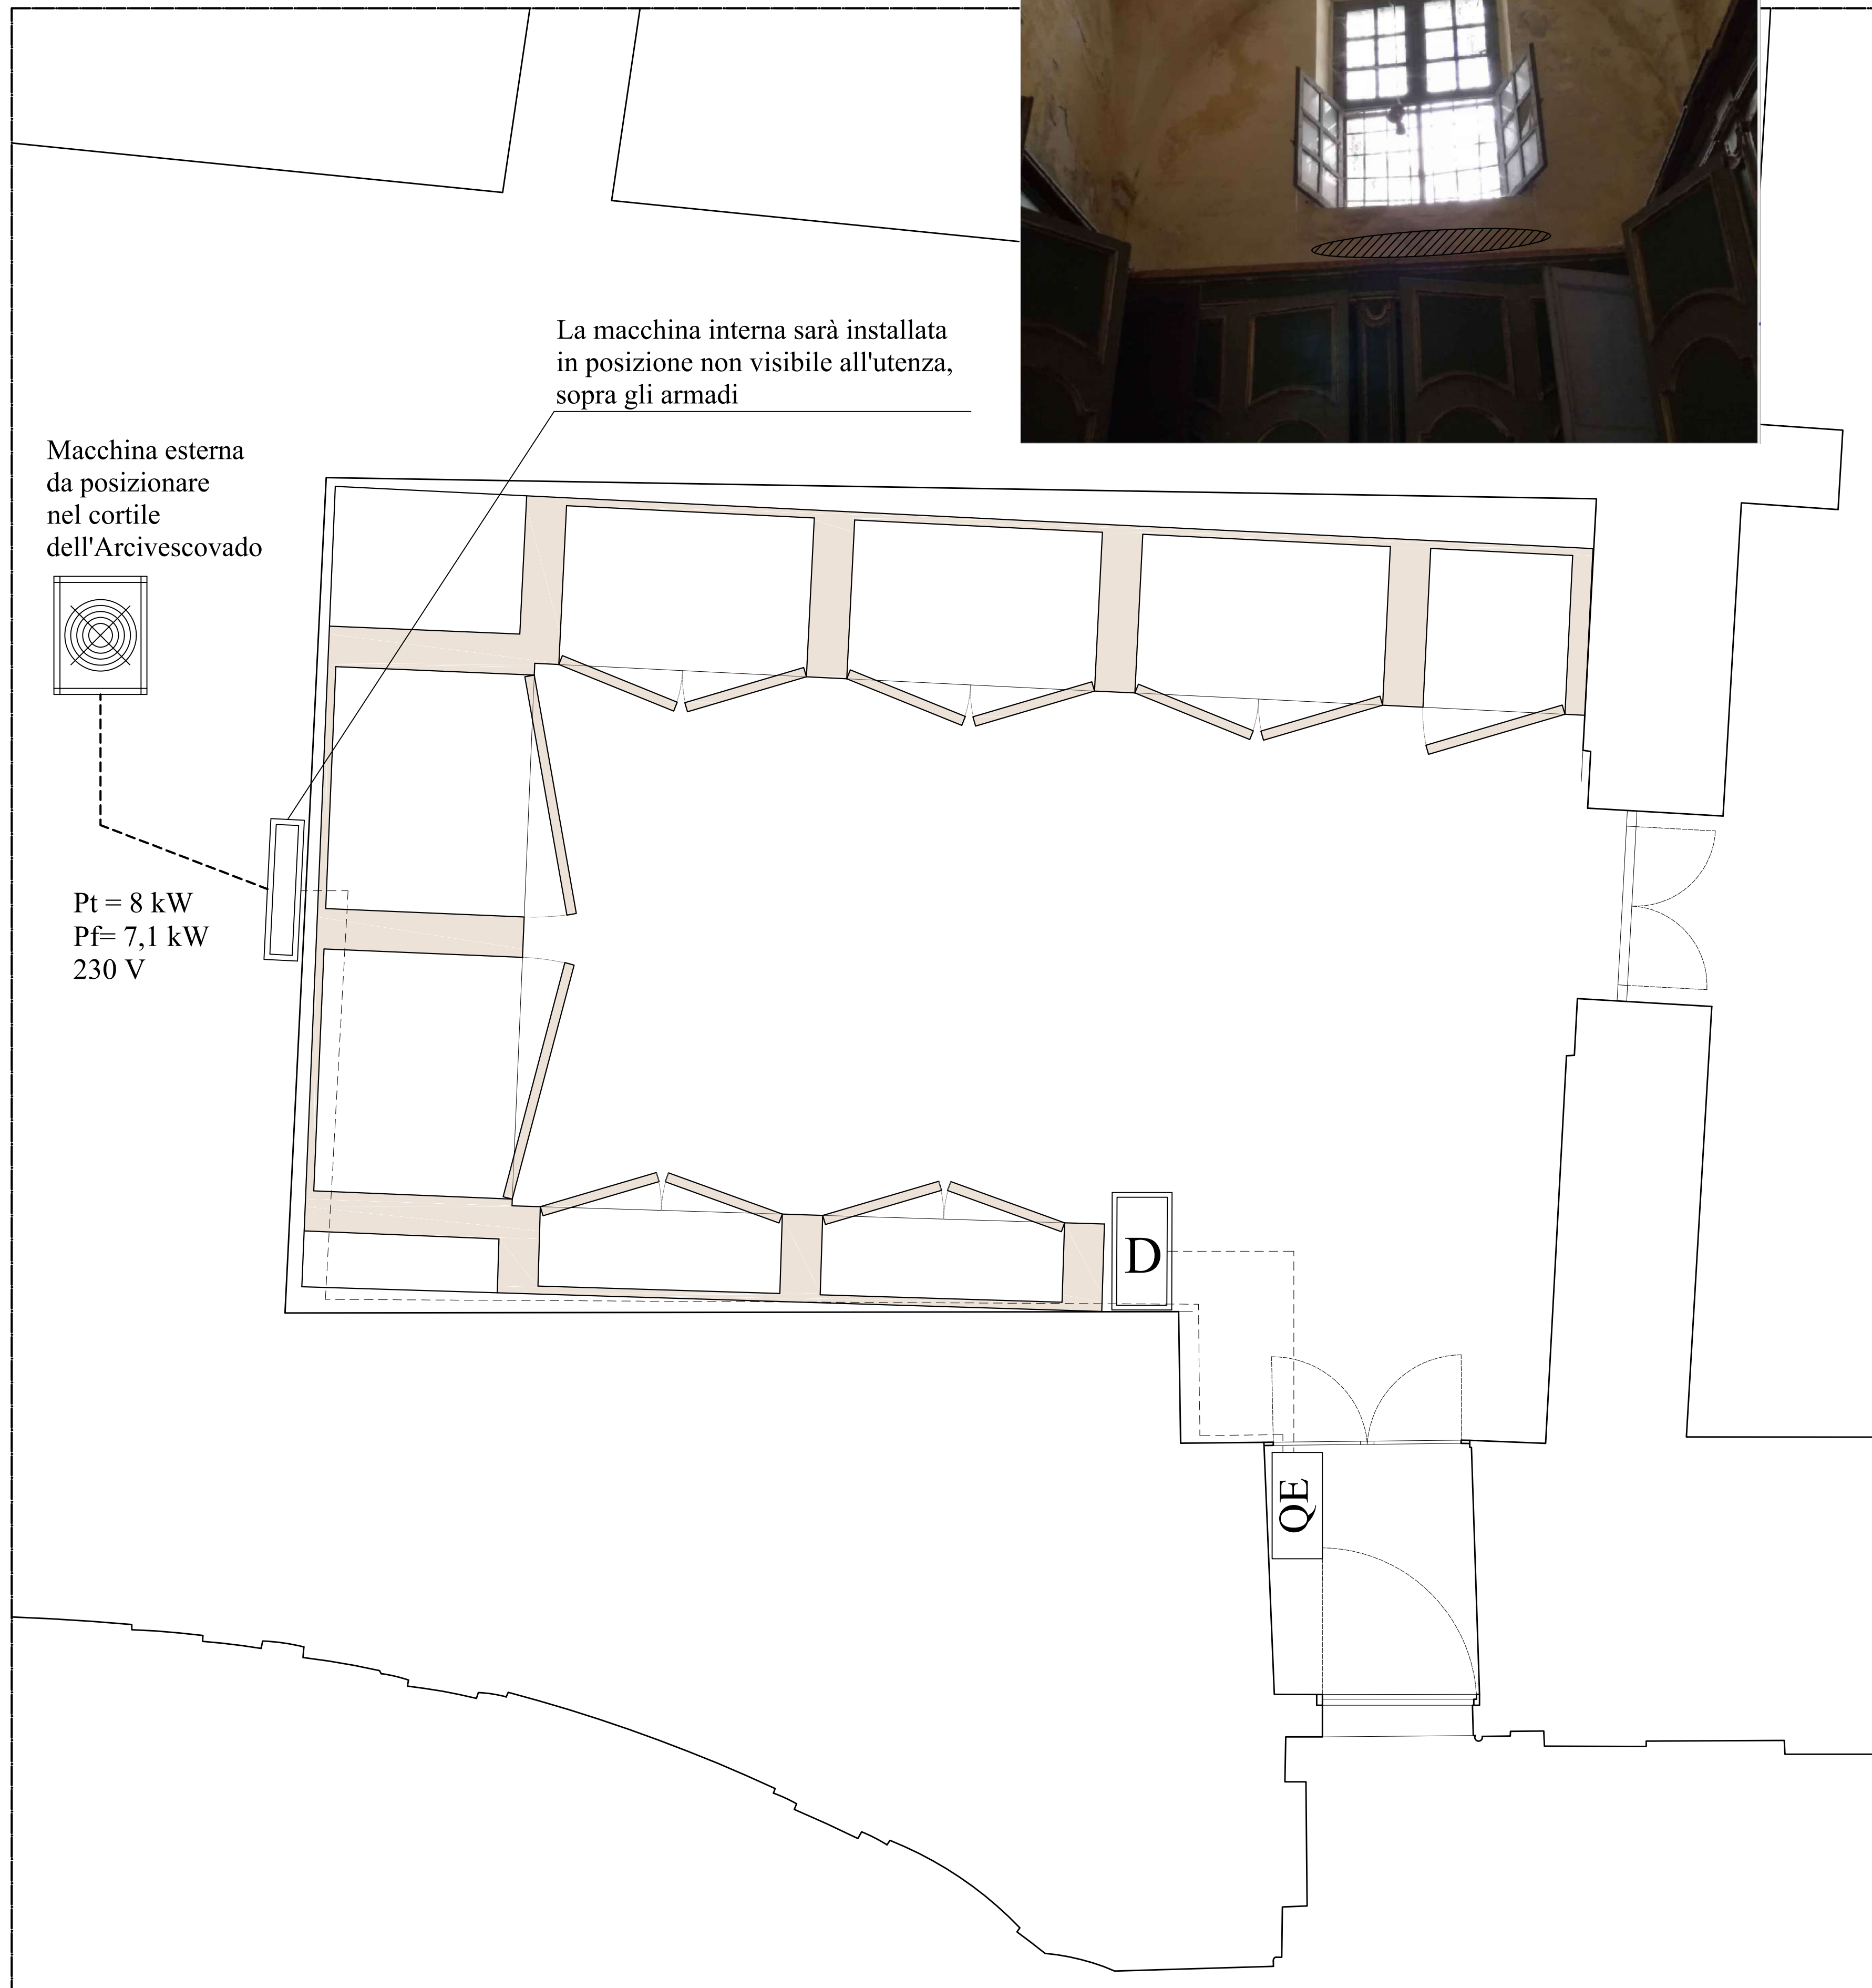 La macchina interna sarà installata
in posizione non visibile all'utenza,
sopra gli armadi
Macchina esterna
da posizionare
nel cortile
dell'Arcivescovado
Pt = 8 kW
Pf= 7,1 kW
230 V
D
QE